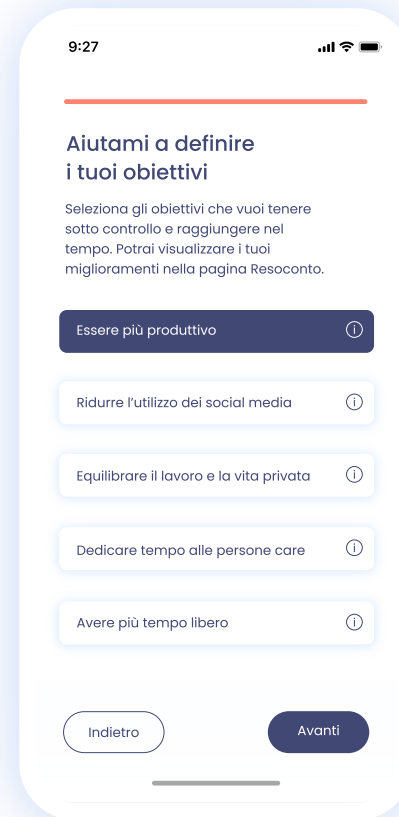 9:27
Aiutami a definire
i tuoi obiettivi
Seleziona gli obiettivi che vuoi tenere
sotto controllo e raggiungere nel
tempo. Potrai visualizzare i tuoi
miglioramenti nella pagina Resoconto.
Essere più produttivo
Ridurre l’utilizzo dei social media
Equilibrare il lavoro e la vita privata
Dedicare tempo alle persone care
Avere più tempo libero
Indietro Avanti